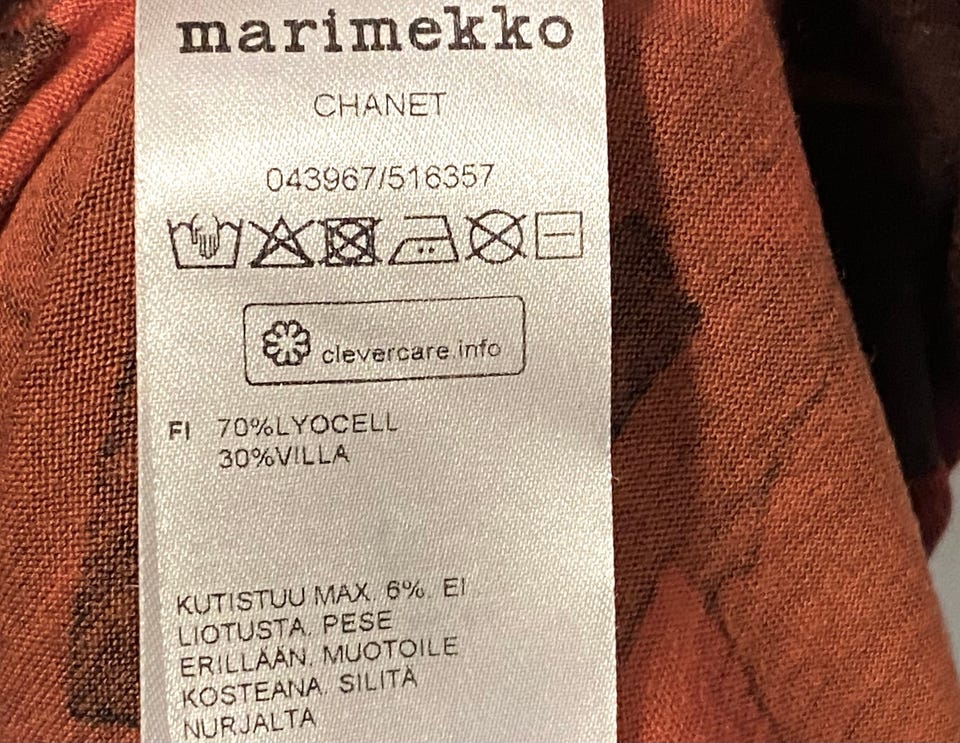 marimekko
CHANET
043967/516357
clevercare.info
FI 70%LYOCELL
30%VILLA
KUTISTUU MAX. 6%. EI
LIOTUSTA. PESE
ERILLÄÄN. MUOTOILE
KOSTEANA. SILITÄ
NURJALTA